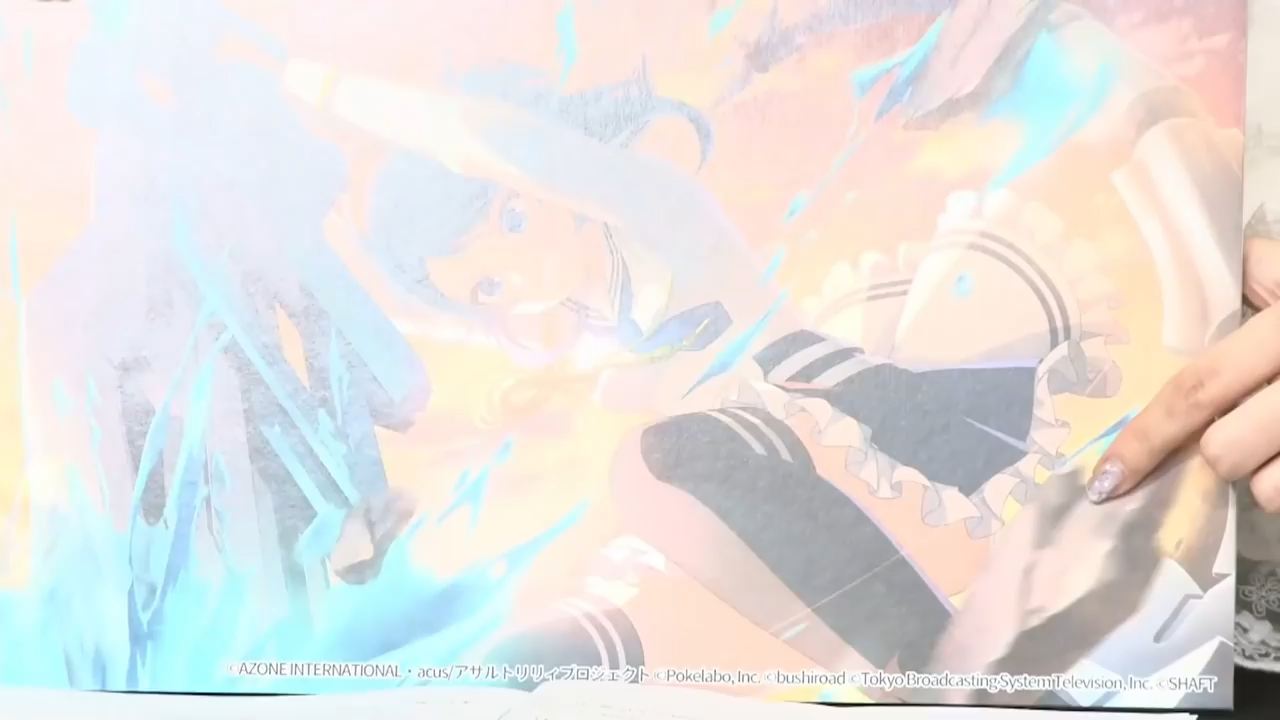 ©AZONE INTERNATIONAL・acus/アサルトリリィプロジェクト ©Pokelabo, Inc. ©bushiroad ©Tokyo Broadcasting System Television, Inc. ©SHAFT